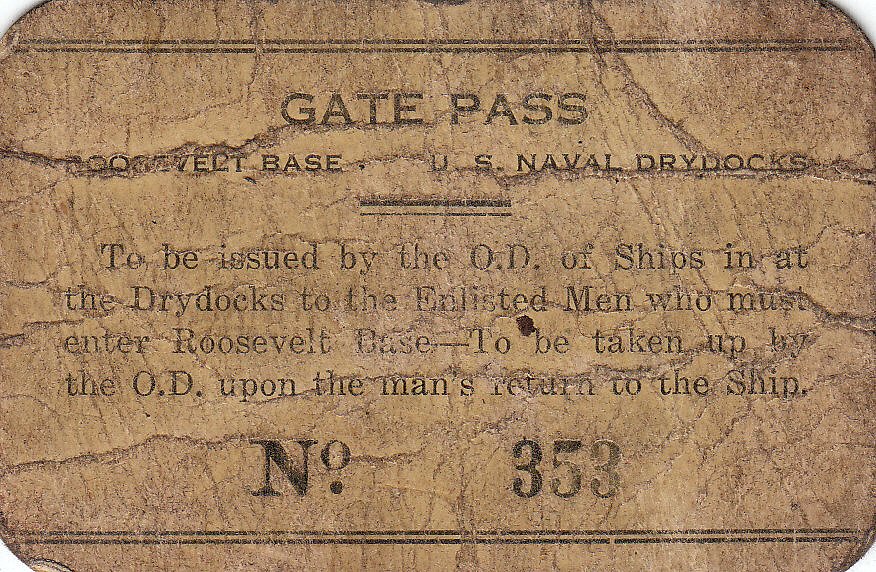 GATE PASS
ROOSEVELT BASE . U. S. NAVAL DRYDOCKS
To be issued by the O.D. of Ships in at
the Drydocks to the Enlisted Men who must
enter Roosevelt Base—To be taken up by
the O.D. upon the man's return to the Ship.
Nº. 353